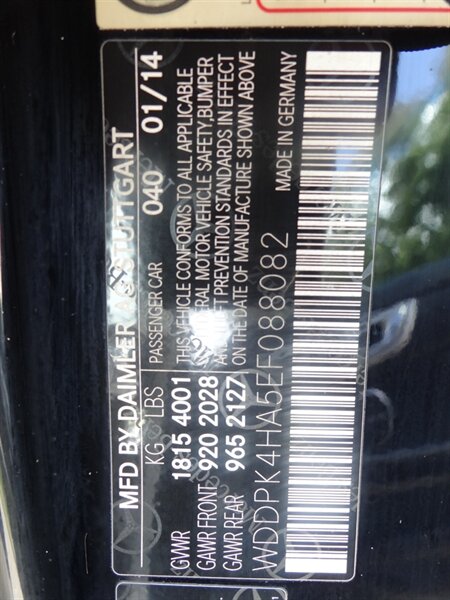 MFD BY DAIMLER AG STUTTGART
040 01/14
KG LBS PASSENGER CAR
GVWR 1815 4001
GAWR FRONT 920 2028
GAWR REAR 965 2127
THIS VEHICLE CONFORMS TO ALL APPLICABLE
FEDERAL MOTOR VEHICLE SAFETY, BUMPER
AND THEFT PREVENTION STANDARDS IN EFFECT
ON THE DATE OF MANUFACTURE SHOWN ABOVE
WDDPK4HA5EF088082 MADE IN GERMANY